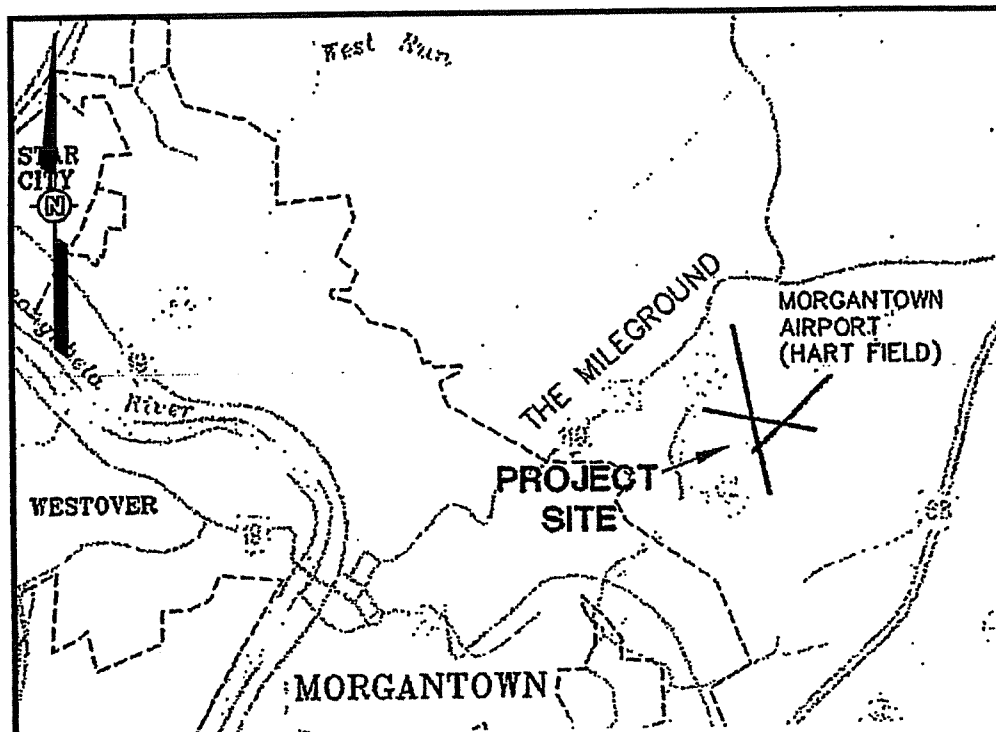 West Run
STAR
CITY
N
THE MILEGROUND
MORGANTOWN
AIRPORT
(HART FIELD)
River
PROJECT
SITE
WESTOVER
MORGANTOWN